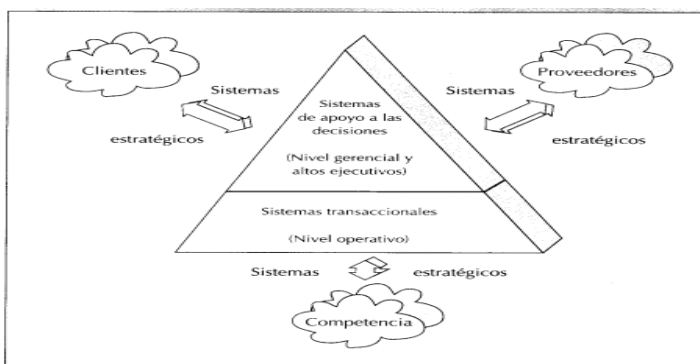 Clientes
Proveedores
Sistemas
estratégicos
Sistemas
estratégicos
Sistemas
de apoyo a las
decisiones
(Nivel gerencial y
altos ejecutivos)
Sistemas transaccionales
(Nivel operativo)
Sistemas estratégicos
Competencia